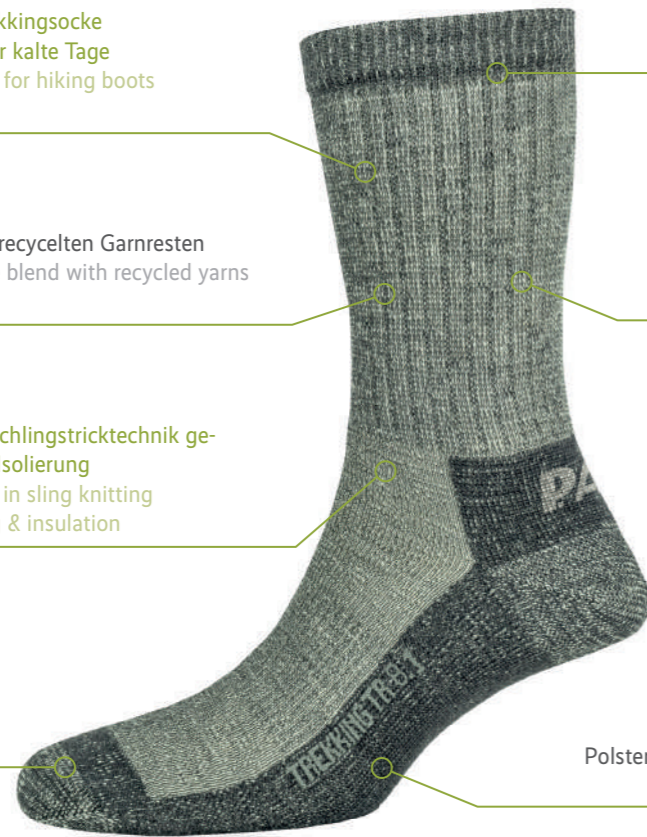 kkingsocke
r kalte Tage
for hiking boots
recycelten Garnresten
blend with recycled yarns
chlingstricktechnik ge-
solierung
in sling knitting
& insulation
PA
TREKKING TR 8.1
Polster